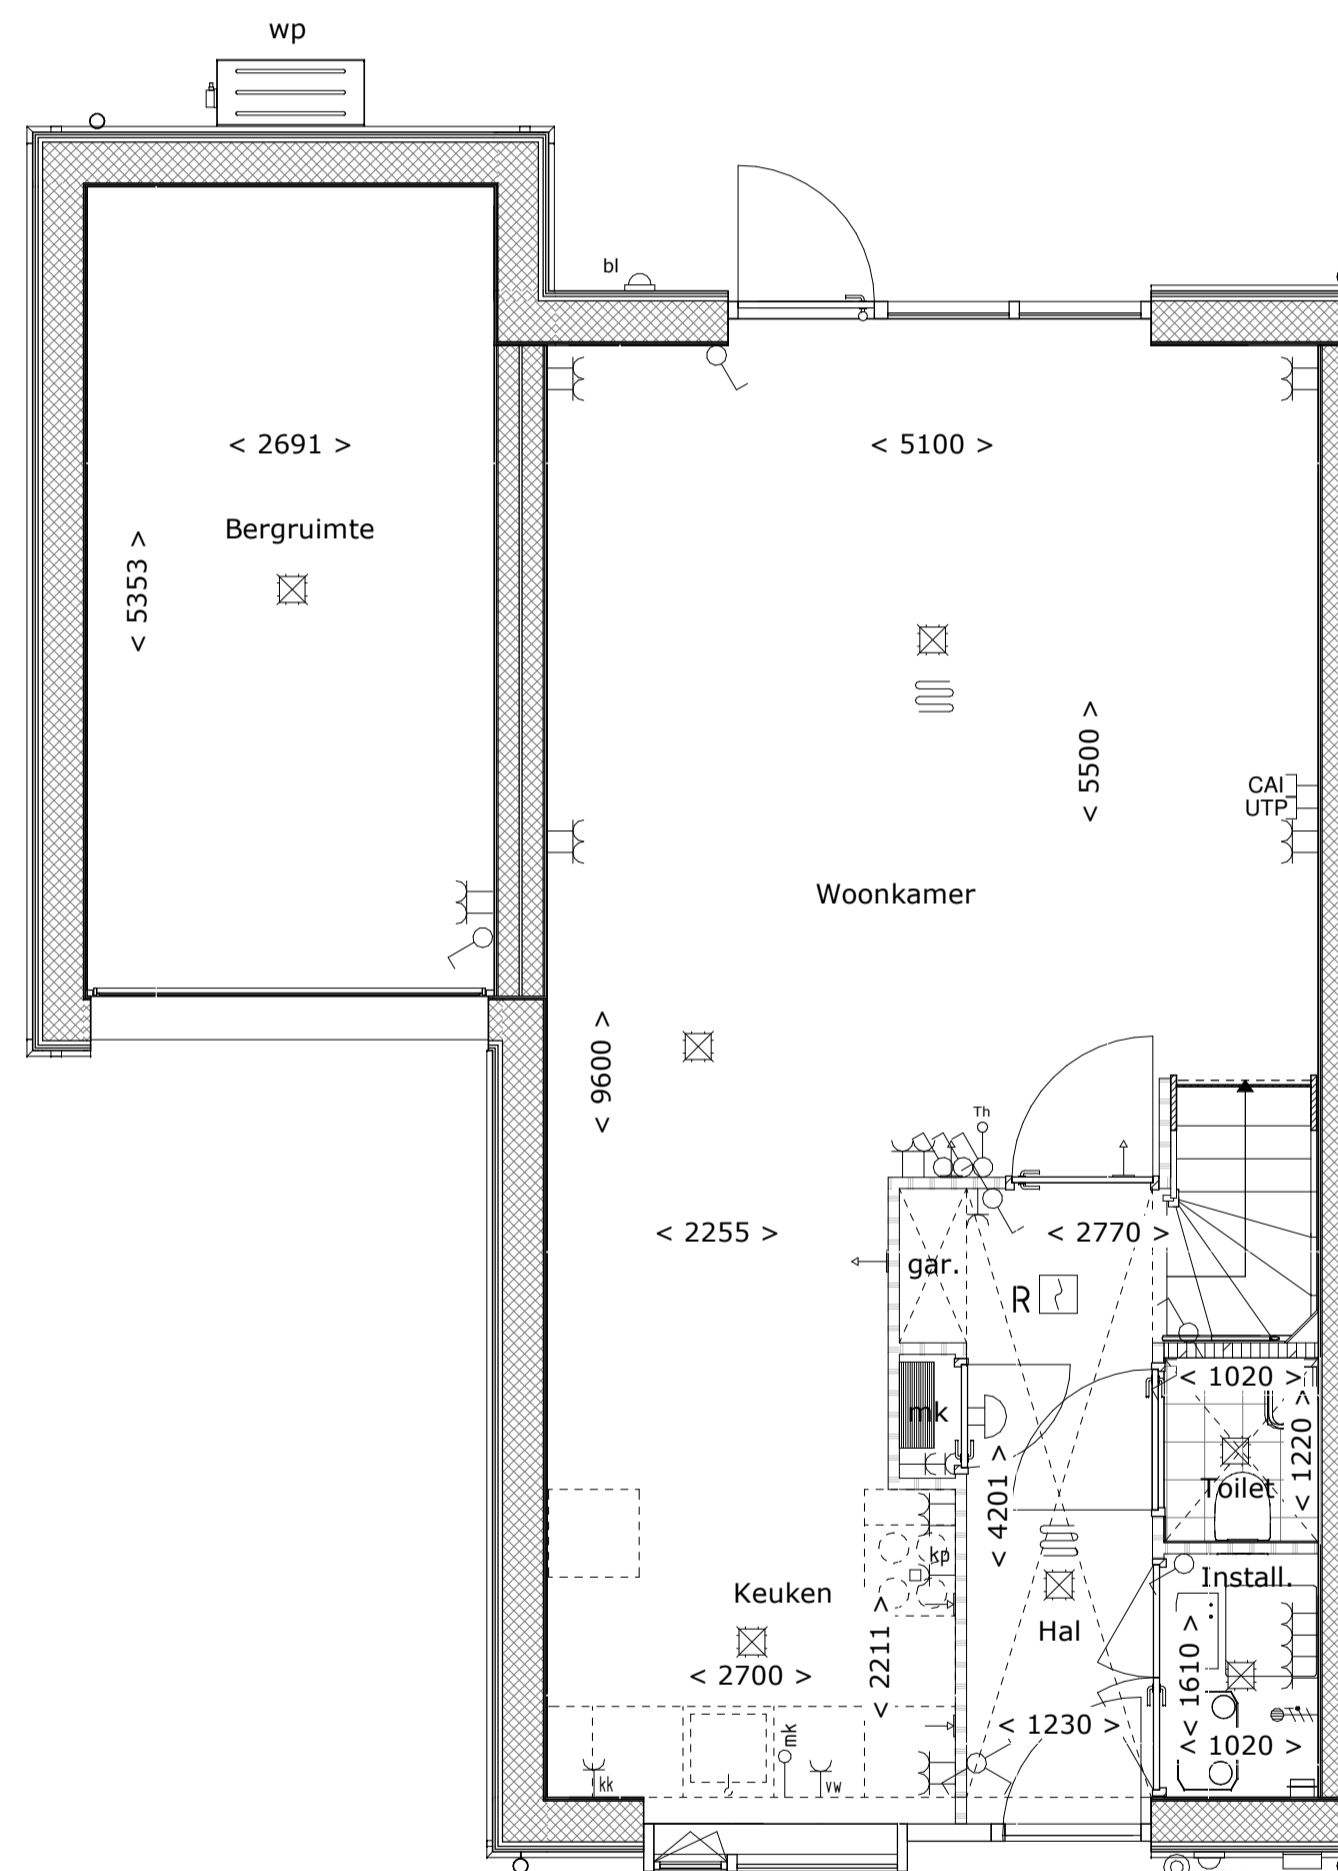 wp
bl
< 2691 >
< 5100 >
Bergruimte
< 5353 >
< 5500 >
CAI
UTP
Woonkamer
< 9600 >
Th
< 2255 >
< 2770 >
gar.
R
< 1020 >
mk
< 1220 >
< 4201 >
Toilet
kp
Install.
Keuken
Hal
< 2211 >
< 1610 >
< 2700 >
< 1230 >
mk
< 1020 >
kk
vw